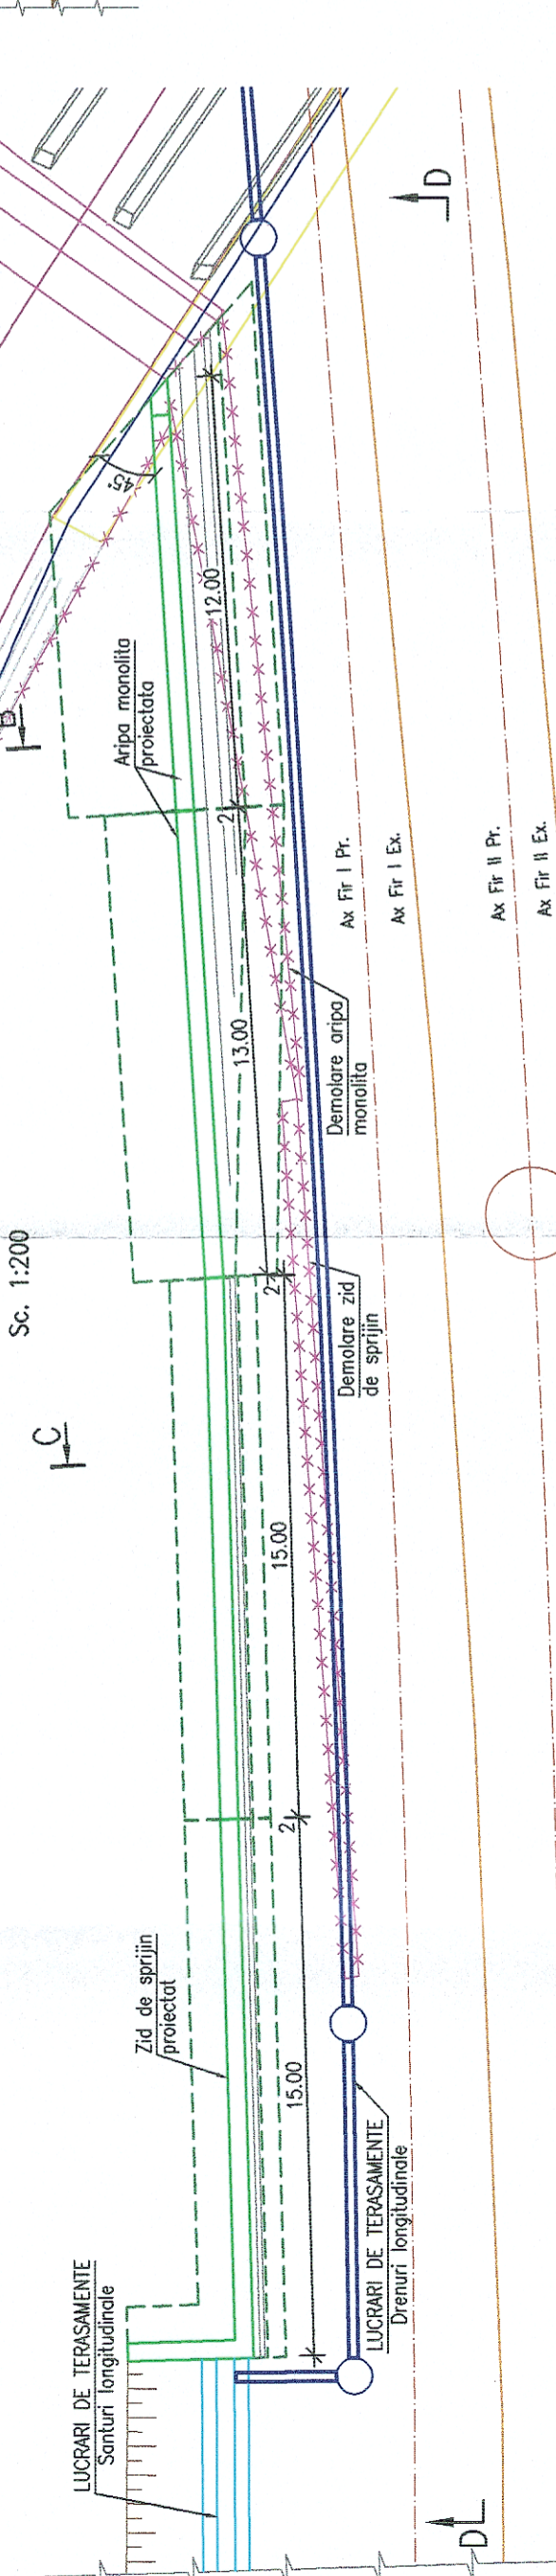 Sc. 1:200
C
D
D
LUCRARI DE TERASAMENTE
Santuri longitudinale
Zid de sprijin
proiectat
Aripa monolita
proiectata
45°
15.00
2
15.00
2
13.00
2
12.00
LUCRARI DE TERASAMENTE
Drenuri longitudinale
Demolare zid
de sprijin
Demolare aripa
monolita
Ax Fir I Pr.
Ax Fir I Ex.
Ax Fir II Pr.
Ax Fir II Ex.